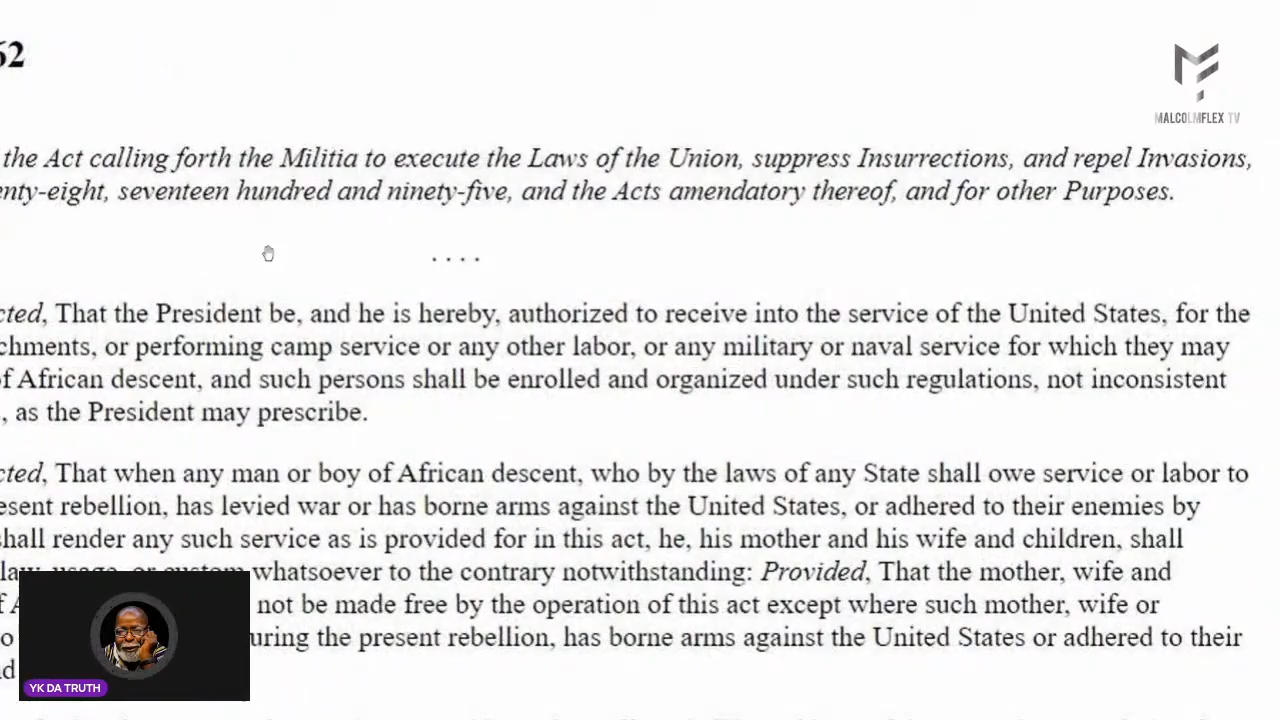 62
MALCOLMFLEX TV
the Act calling forth the Militia to execute the Laws of the Union, suppress Insurrections, and repel Invasions,
enty-eight, seventeen hundred and ninety-five, and the Acts amendatory thereof, and for other Purposes.
. . . .
cted, That the President be, and he is hereby, authorized to receive into the service of the United States, for the
chments, or performing camp service or any other labor, or any military or naval service for which they may
of African descent, and such persons shall be enrolled and organized under such regulations, not inconsistent
, as the President may prescribe.
cted, That when any man or boy of African descent, who by the laws of any State shall owe service or labor to
esent rebellion, has levied war or has borne arms against the United States, or adhered to their enemies by
shall render any such service as is provided for in this act, he, his mother and his wife and children, shall
law, usage, or custom whatsoever to the contrary notwithstanding: Provided, That the mother, wife and
f A not be made free by the operation of this act except where such mother, wife or
o uring the present rebellion, has borne arms against the United States or adhered to their
d
YK DA TRUTH